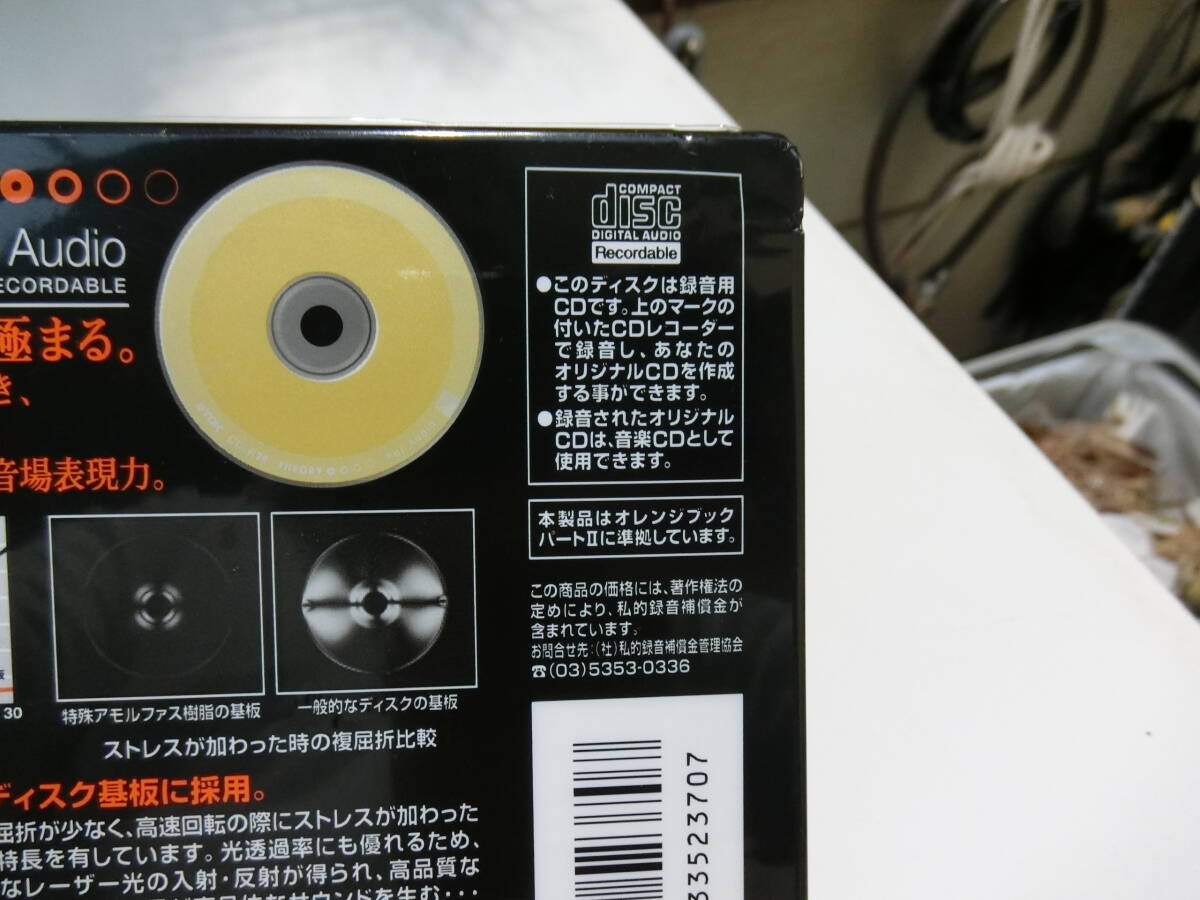 Audio
RECORDABLE
極まる。
き、
音場表現力。
COMPACT
disc
DIGITAL AUDIO
Recordable
●このディスクは録音用
CDです。上のマークの
付いたCDレコーダー
で録音し、あなたの
オリジナルCDを作成
する事ができます。
●録音されたオリジナル
CDは、音楽CDとして
使用できます。
本製品はオレンジブック
パートⅡに準拠しています。
この商品の価格には、著作権法の
定めにより、私的録音補償金が
含まれています。
お問合せ先:(社)私的録音補償金管理協会
☎(03)5353-0336
30
特殊アモルファス樹脂の基板
一般的なディスクの基板
ストレスが加わった時の複屈折比較
ディスク基板に採用。
屈折が少なく、高速回転の際にストレスが加わった
特長を有しています。光透過率にも優れるため、
なレーザー光の入射・反射が得られ、高品質な
なサウンドを生む・・・
33523707